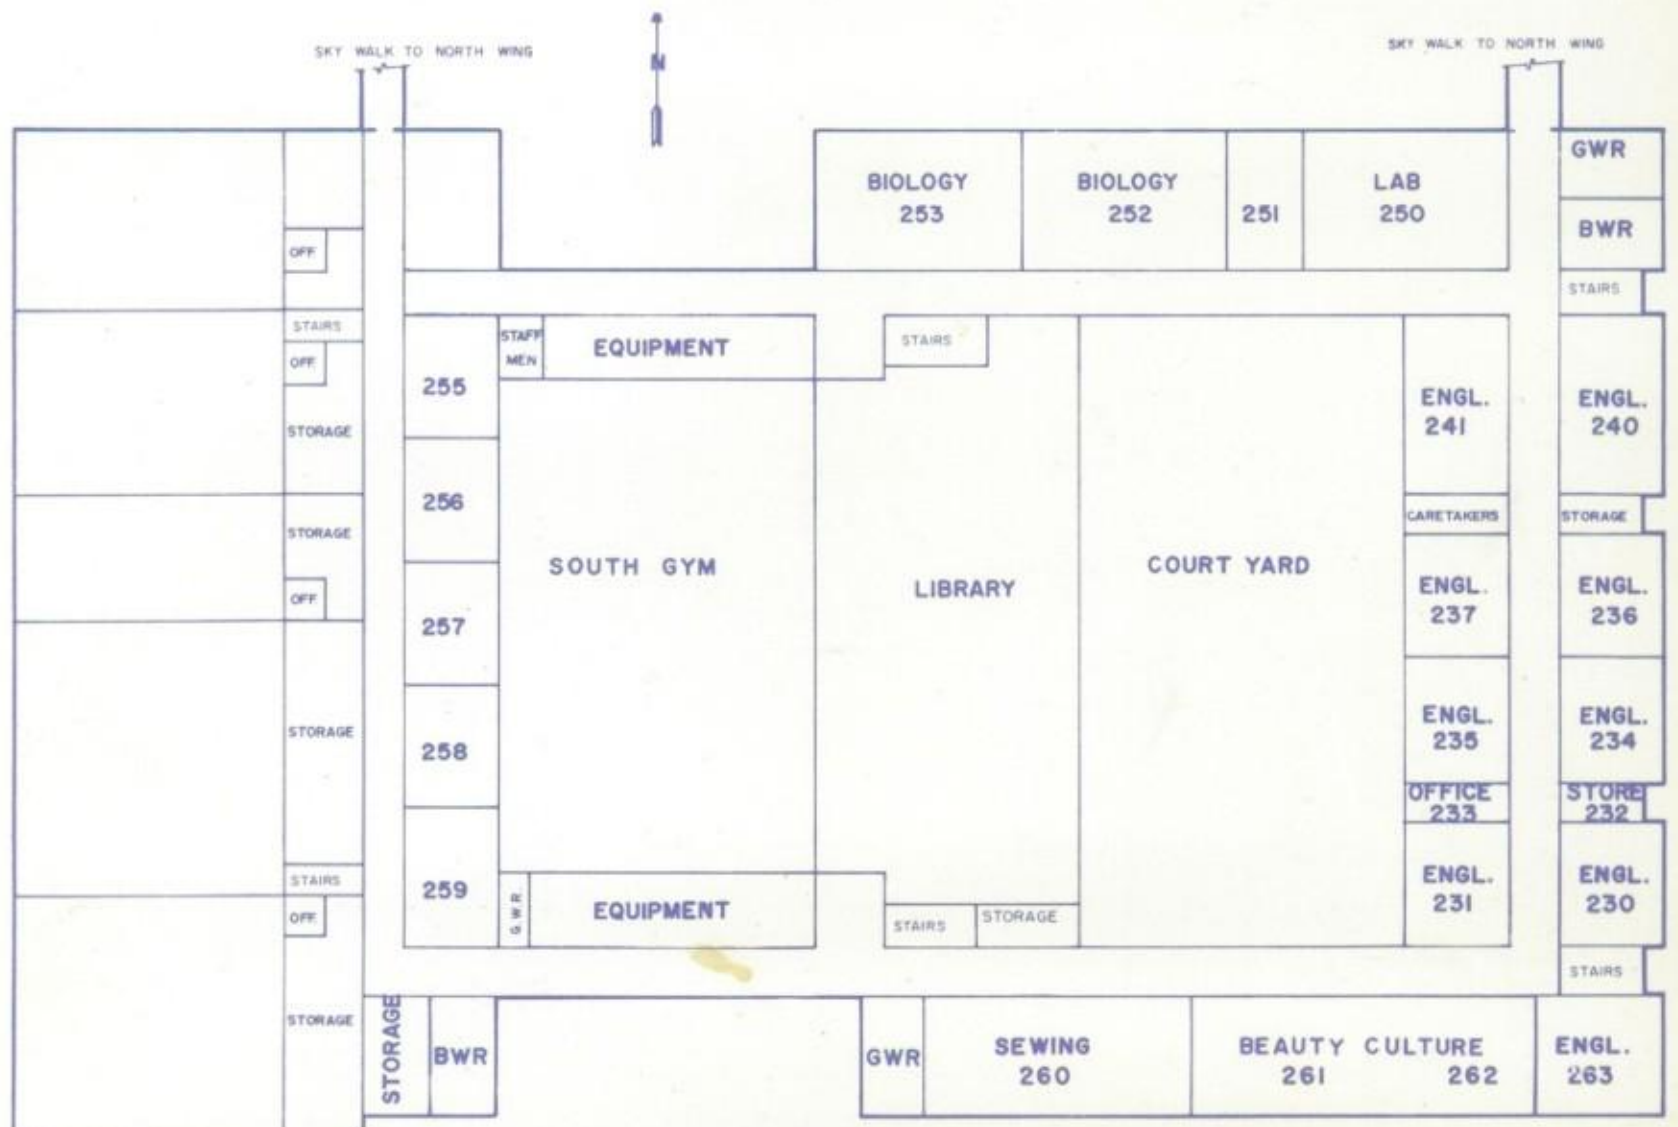 SKY WALK TO NORTH WING
N
SKY WALK TO NORTH WING
BIOLOGY
253
BIOLOGY
252
251
LAB
250
GWR
BWR
STAIRS
OFF.
STAIRS
OFF.
STORAGE
STORAGE
OFF.
STORAGE
STAIRS
OFF.
STORAGE
255
256
257
258
259
STAFF
MEN
EQUIPMENT
SOUTH GYM
G.W.R.
EQUIPMENT
STAIRS
LIBRARY
STAIRS
STORAGE
COURT YARD
ENGL.
241
CARETAKERS
ENGL.
237
ENGL.
235
OFFICE
233
ENGL.
231
ENGL.
240
STORAGE
ENGL.
236
ENGL.
234
STORE
232
ENGL.
230
STAIRS
STORAGE
BWR
GWR
SEWING
260
BEAUTY CULTURE
261 262
ENGL.
263